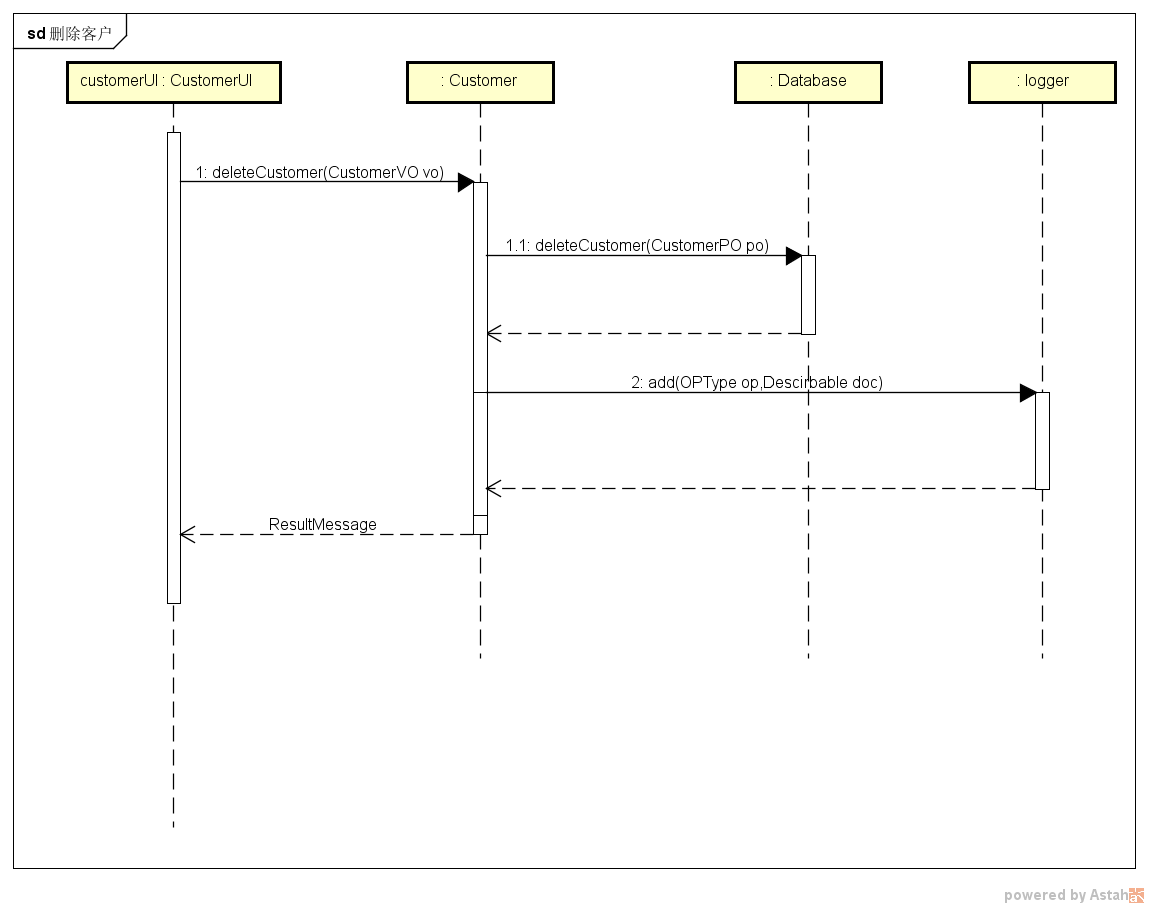 sd 删除客户
customerUI : CustomerUI
: Customer
: Database
: logger
1: deleteCustomer(CustomerVO vo)
1.1: deleteCustomer(CustomerPO po)
2: add(OPType op,Descirbable doc)
ResultMessage
powered by Astah